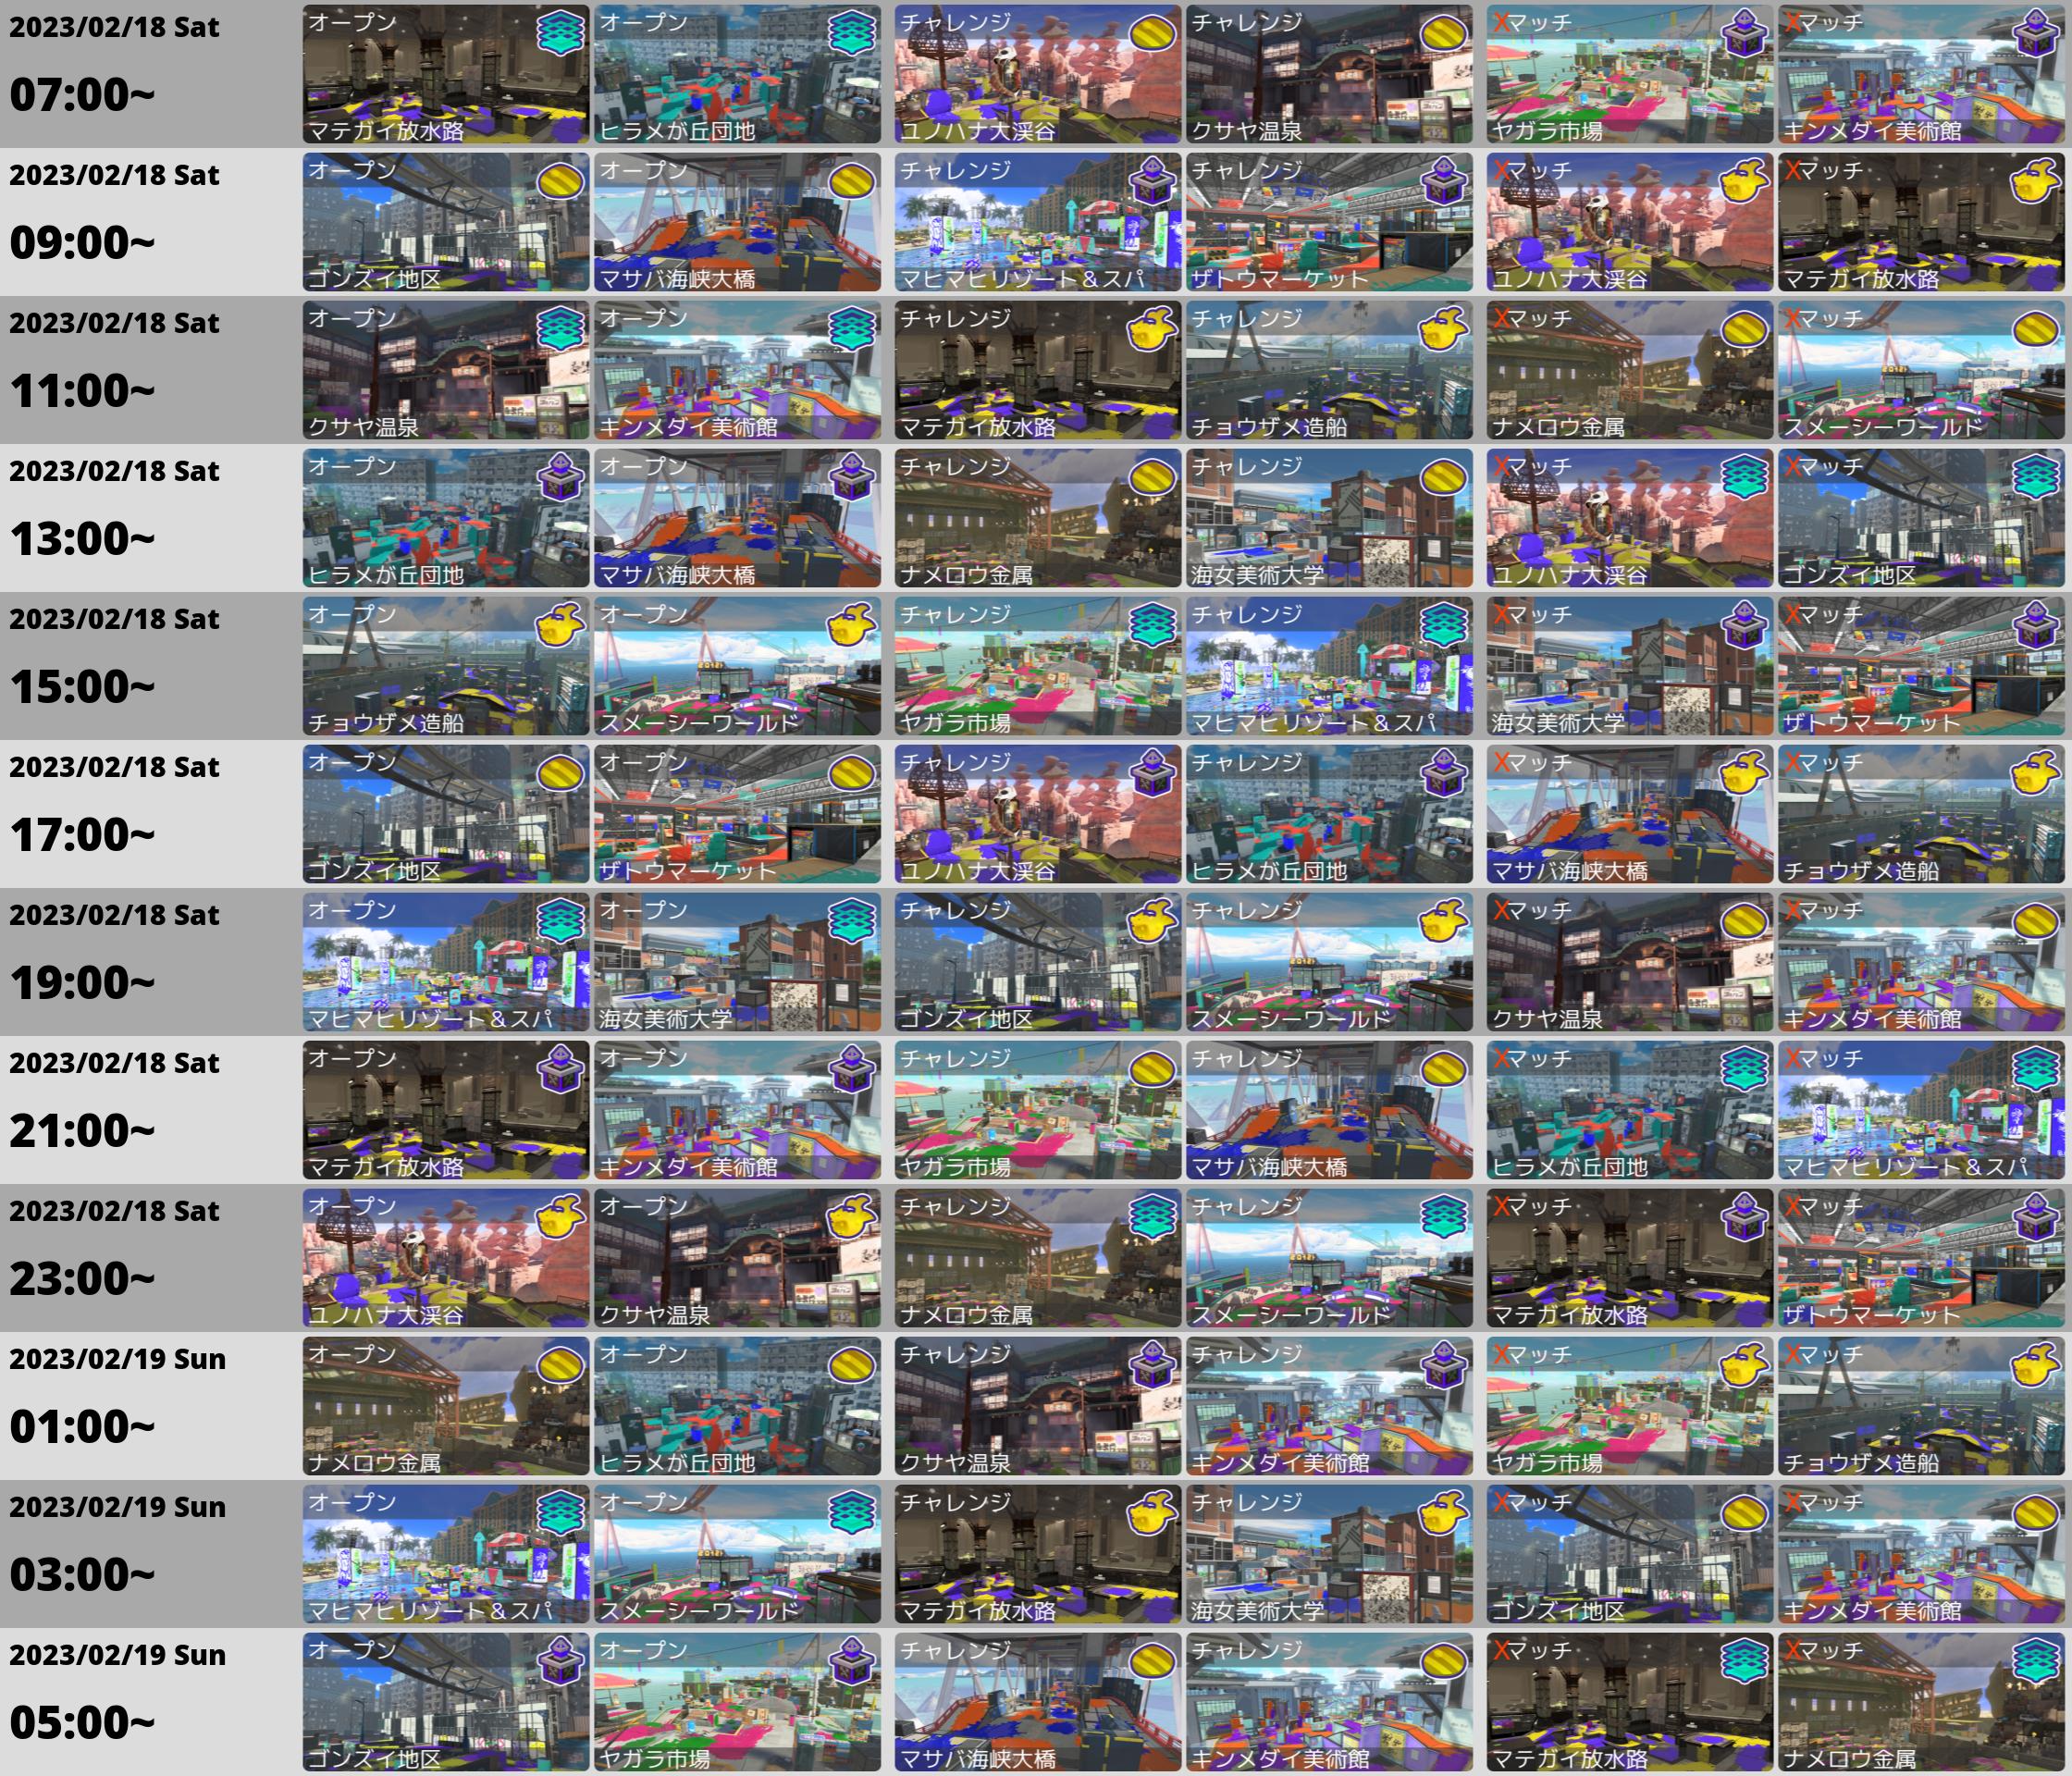 2023/02/18 Sat
07:00~
オープン
マテガイ放水路
オープン
ヒラメが丘団地
チャレンジ
ユノハナ大渓谷
チャレンジ
クサヤ温泉
Xマッチ
ヤガラ市場
Xマッチ
キンメダイ美術館
2023/02/18 Sat
09:00~
オープン
ゴンズイ地区
オープン
マサバ海峡大橋
チャレンジ
マヒマヒリゾート＆スパ
チャレンジ
ザトウマーケット
Xマッチ
ユノハナ大渓谷
Xマッチ
マテガイ放水路
2023/02/18 Sat
11:00~
オープン
クサヤ温泉
オープン
キンメダイ美術館
チャレンジ
マテガイ放水路
チャレンジ
チョウザメ造船
Xマッチ
ナメロウ金属
Xマッチ
スメーシーワールド
2023/02/18 Sat
13:00~
オープン
ヒラメが丘団地
オープン
マサバ海峡大橋
チャレンジ
ナメロウ金属
チャレンジ
海女美術大学
Xマッチ
ユノハナ大渓谷
Xマッチ
ゴンズイ地区
2023/02/18 Sat
15:00~
オープン
チョウザメ造船
オープン
スメーシーワールド
チャレンジ
ヤガラ市場
チャレンジ
マヒマヒリゾート＆スパ
Xマッチ
海女美術大学
Xマッチ
ザトウマーケット
2023/02/18 Sat
17:00~
オープン
ゴンズイ地区
オープン
ザトウマーケット
チャレンジ
ユノハナ大渓谷
チャレンジ
ヒラメが丘団地
Xマッチ
マサバ海峡大橋
Xマッチ
チョウザメ造船
2023/02/18 Sat
19:00~
オープン
マヒマヒリゾート＆スパ
オープン
海女美術大学
チャレンジ
ゴンズイ地区
チャレンジ
スメーシーワールド
Xマッチ
クサヤ温泉
Xマッチ
キンメダイ美術館
2023/02/18 Sat
21:00~
オープン
マテガイ放水路
オープン
キンメダイ美術館
チャレンジ
ヤガラ市場
チャレンジ
マサバ海峡大橋
Xマッチ
ヒラメが丘団地
Xマッチ
マヒマヒリゾート＆スパ
2023/02/18 Sat
23:00~
オープン
ユノハナ大渓谷
オープン
クサヤ温泉
チャレンジ
ナメロウ金属
チャレンジ
スメーシーワールド
Xマッチ
マテガイ放水路
Xマッチ
ザトウマーケット
2023/02/19 Sun
01:00~
オープン
ナメロウ金属
オープン
ヒラメが丘団地
チャレンジ
クサヤ温泉
チャレンジ
キンメダイ美術館
Xマッチ
ヤガラ市場
Xマッチ
チョウザメ造船
2023/02/19 Sun
03:00~
オープン
マヒマヒリゾート＆スパ
オープン
スメーシーワールド
チャレンジ
マテガイ放水路
チャレンジ
海女美術大学
Xマッチ
ゴンズイ地区
Xマッチ
キンメダイ美術館
2023/02/19 Sun
05:00~
オープン
ゴンズイ地区
オープン
ヤガラ市場
チャレンジ
マサバ海峡大橋
チャレンジ
キンメダイ美術館
Xマッチ
マテガイ放水路
Xマッチ
ナメロウ金属